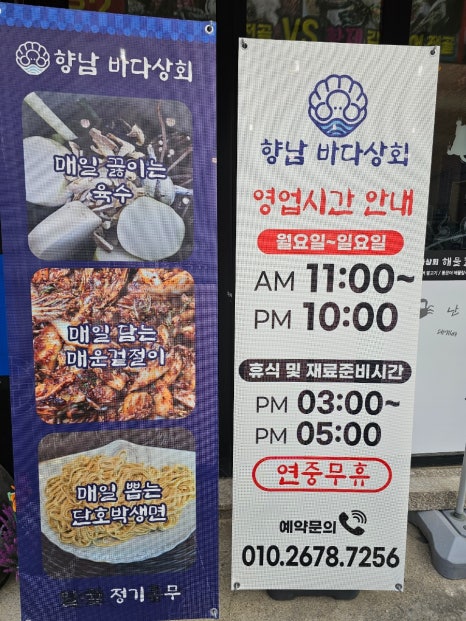 향남 바다상회
매일 끓이는
육수
매일 담는
매운겉절이
매일 뽑는
단호박생면
정기
무
향남 바다상회
영업시간 안내
월요일~일요일
AM 11:00~
PM 10:00
휴식 및 재료준비시간
PM 03:00~
PM 05:00
연중무휴
예약문의
010.2678.7256
VS